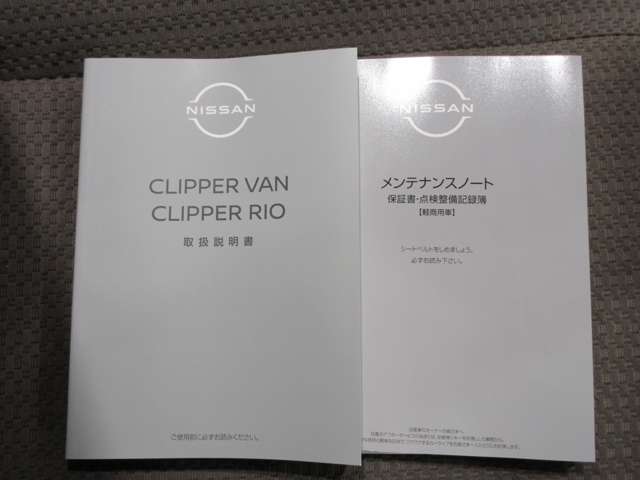 NISSAN
CLIPPER VAN
CLIPPER RIO
取扱説明書
ご使用前に必ずお読みください。
NISSAN
メンテナンスノート
保証書・点検整備記録簿
【軽商用車】
シートベルトをしめましょう。
必ずお読み下さい。